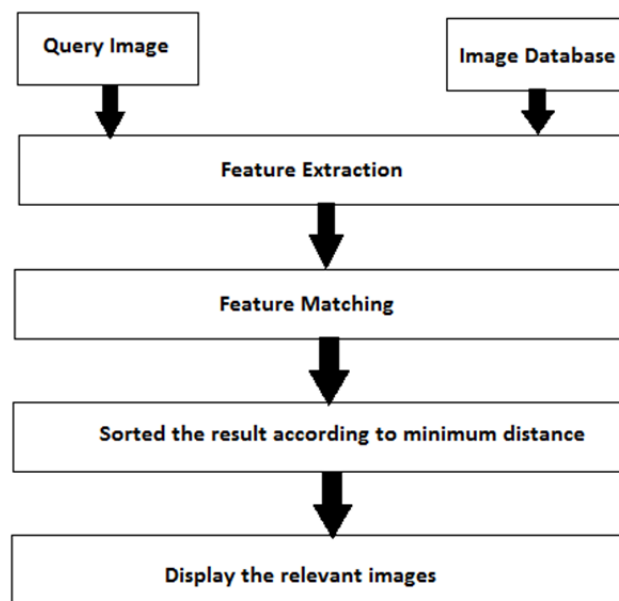 Query Image
Image Database
Feature Extraction
Feature Matching
Sorted the result according to minimum distance
Display the relevant images